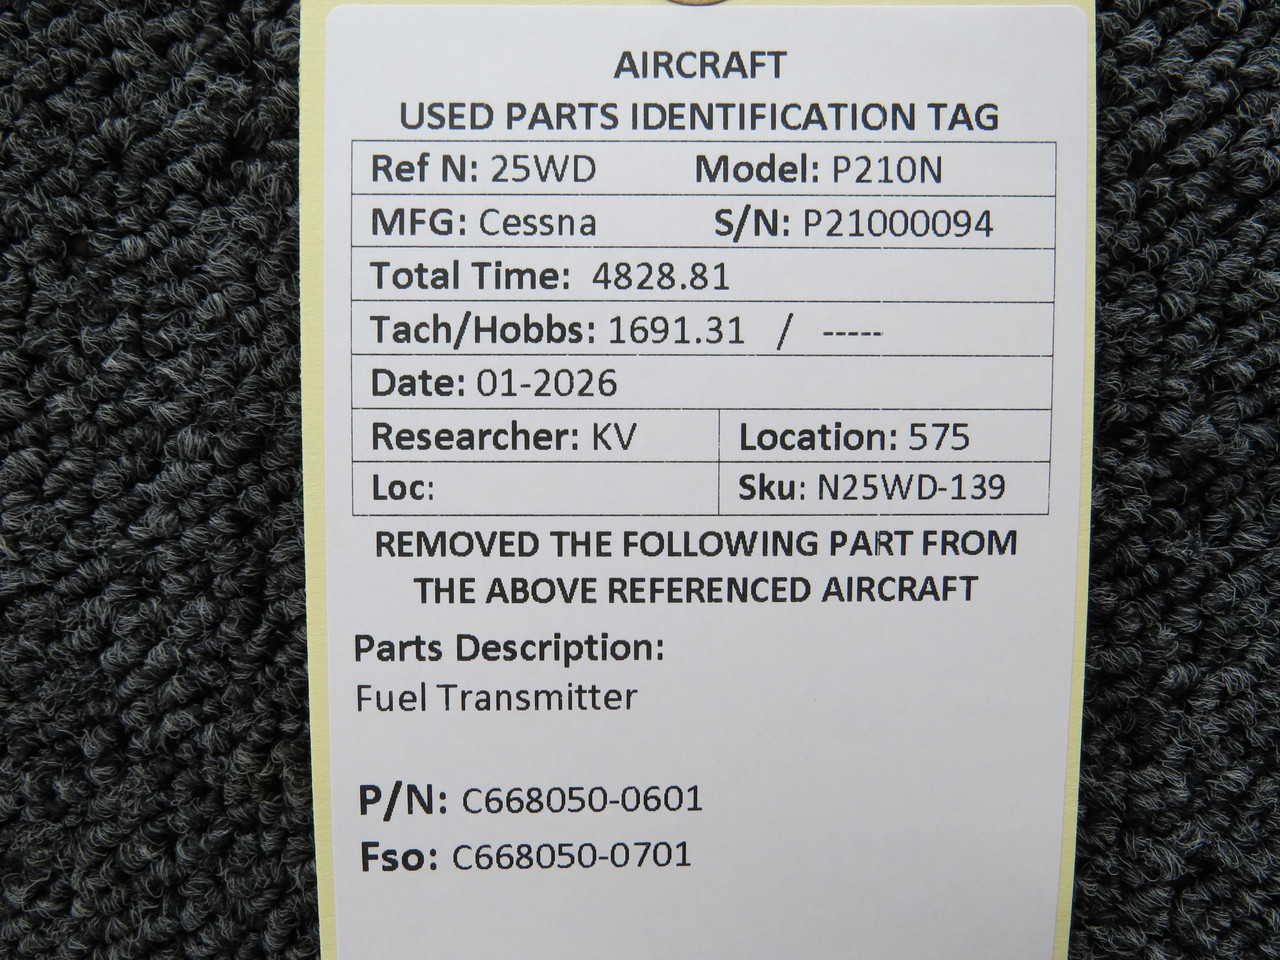 AIRCRAFT
USED PARTS IDENTIFICATION TAG
Ref N: 25WD Model: P210N
MFG: Cessna S/N: P21000094
Total Time: 4828.81
Tach/Hobbs: 1691.31 / -----
Date: 01-2026
Researcher: KV Location: 575
Loc: Sku: N25WD-139
REMOVED THE FOLLOWING PART FROM
THE ABOVE REFERENCED AIRCRAFT
Parts Description:
Fuel Transmitter
P/N: C668050-0601
Fso: C668050-0701